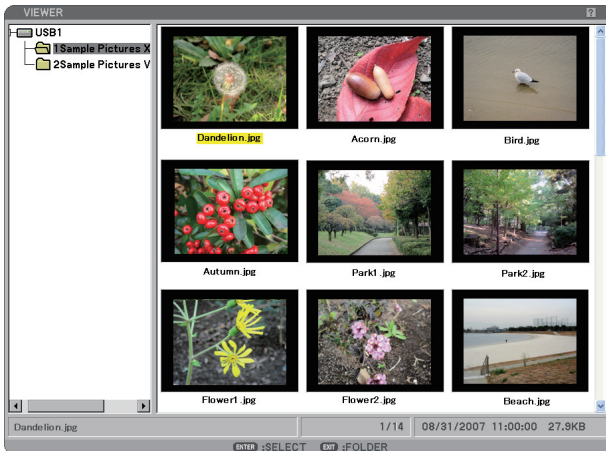 VIEWER ?
USB1
1Sample Pictures X
2Sample Pictures V
Dandelion.jpg Acorn.jpg Bird.jpg
Autumn.jpg Park1.jpg Park2.jpg
Flower1.jpg Flower2.jpg Beach.jpg
Dandelion.jpg 1/14 08/31/2007 11:00:00 27.9KB
ENTER :SELECT EXIT :FOLDER